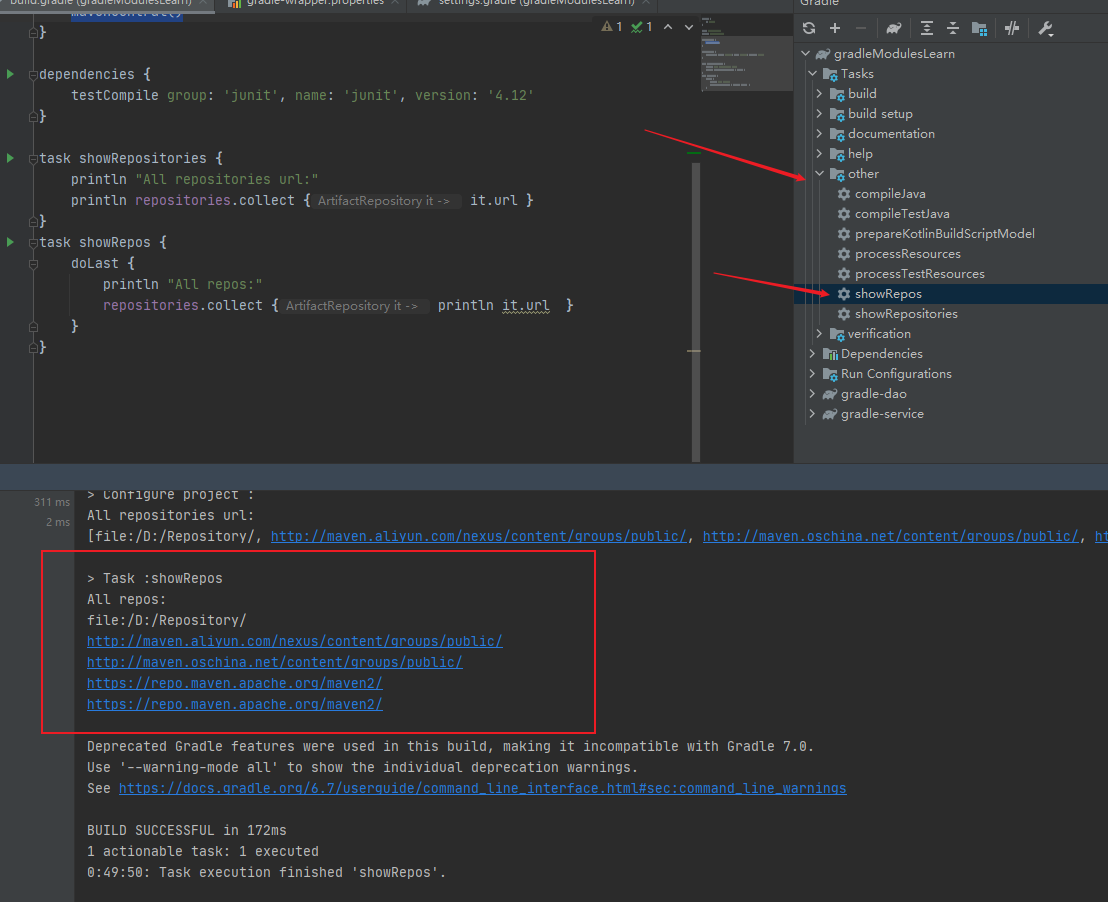 build.gradle (gradleModulesLearn)
gradle-wrapper.properties
settings.gradle (gradleModulesLearn)
Gradle
mavenCentral()
}
1
1
dependencies {
testCompile group: 'junit', name: 'junit', version: '4.12'
}
task showRepositories {
println "All repositories url:"
println repositories.collect { ArtifactRepository it -> it.url }
}
task showRepos {
doLast {
println "All repos:"
repositories.collect { ArtifactRepository it -> println it.url }
}
}
gradleModulesLearn
Tasks
build
build setup
documentation
help
other
compileJava
compileTestJava
prepareKotlinBuildScriptModel
processResources
processTestResources
showRepos
showRepositories
verification
Dependencies
Run Configurations
gradle-dao
gradle-service
311 ms
2 ms
> Configure project :
All repositories url:
[file:/D:/Repository/, http://maven.aliyun.com/nexus/content/groups/public/, http://maven.oschina.net/content/groups/public/,
> Task :showRepos
All repos:
file:/D:/Repository/
http://maven.aliyun.com/nexus/content/groups/public/
http://maven.oschina.net/content/groups/public/
https://repo.maven.apache.org/maven2/
https://repo.maven.apache.org/maven2/
Deprecated Gradle features were used in this build, making it incompatible with Gradle 7.0.
Use '--warning-mode all' to show the individual deprecation warnings.
See https://docs.gradle.org/6.7/userguide/command_line_interface.html#sec:command_line_warnings
BUILD SUCCESSFUL in 172ms
1 actionable task: 1 executed
0:49:50: Task execution finished 'showRepos'.